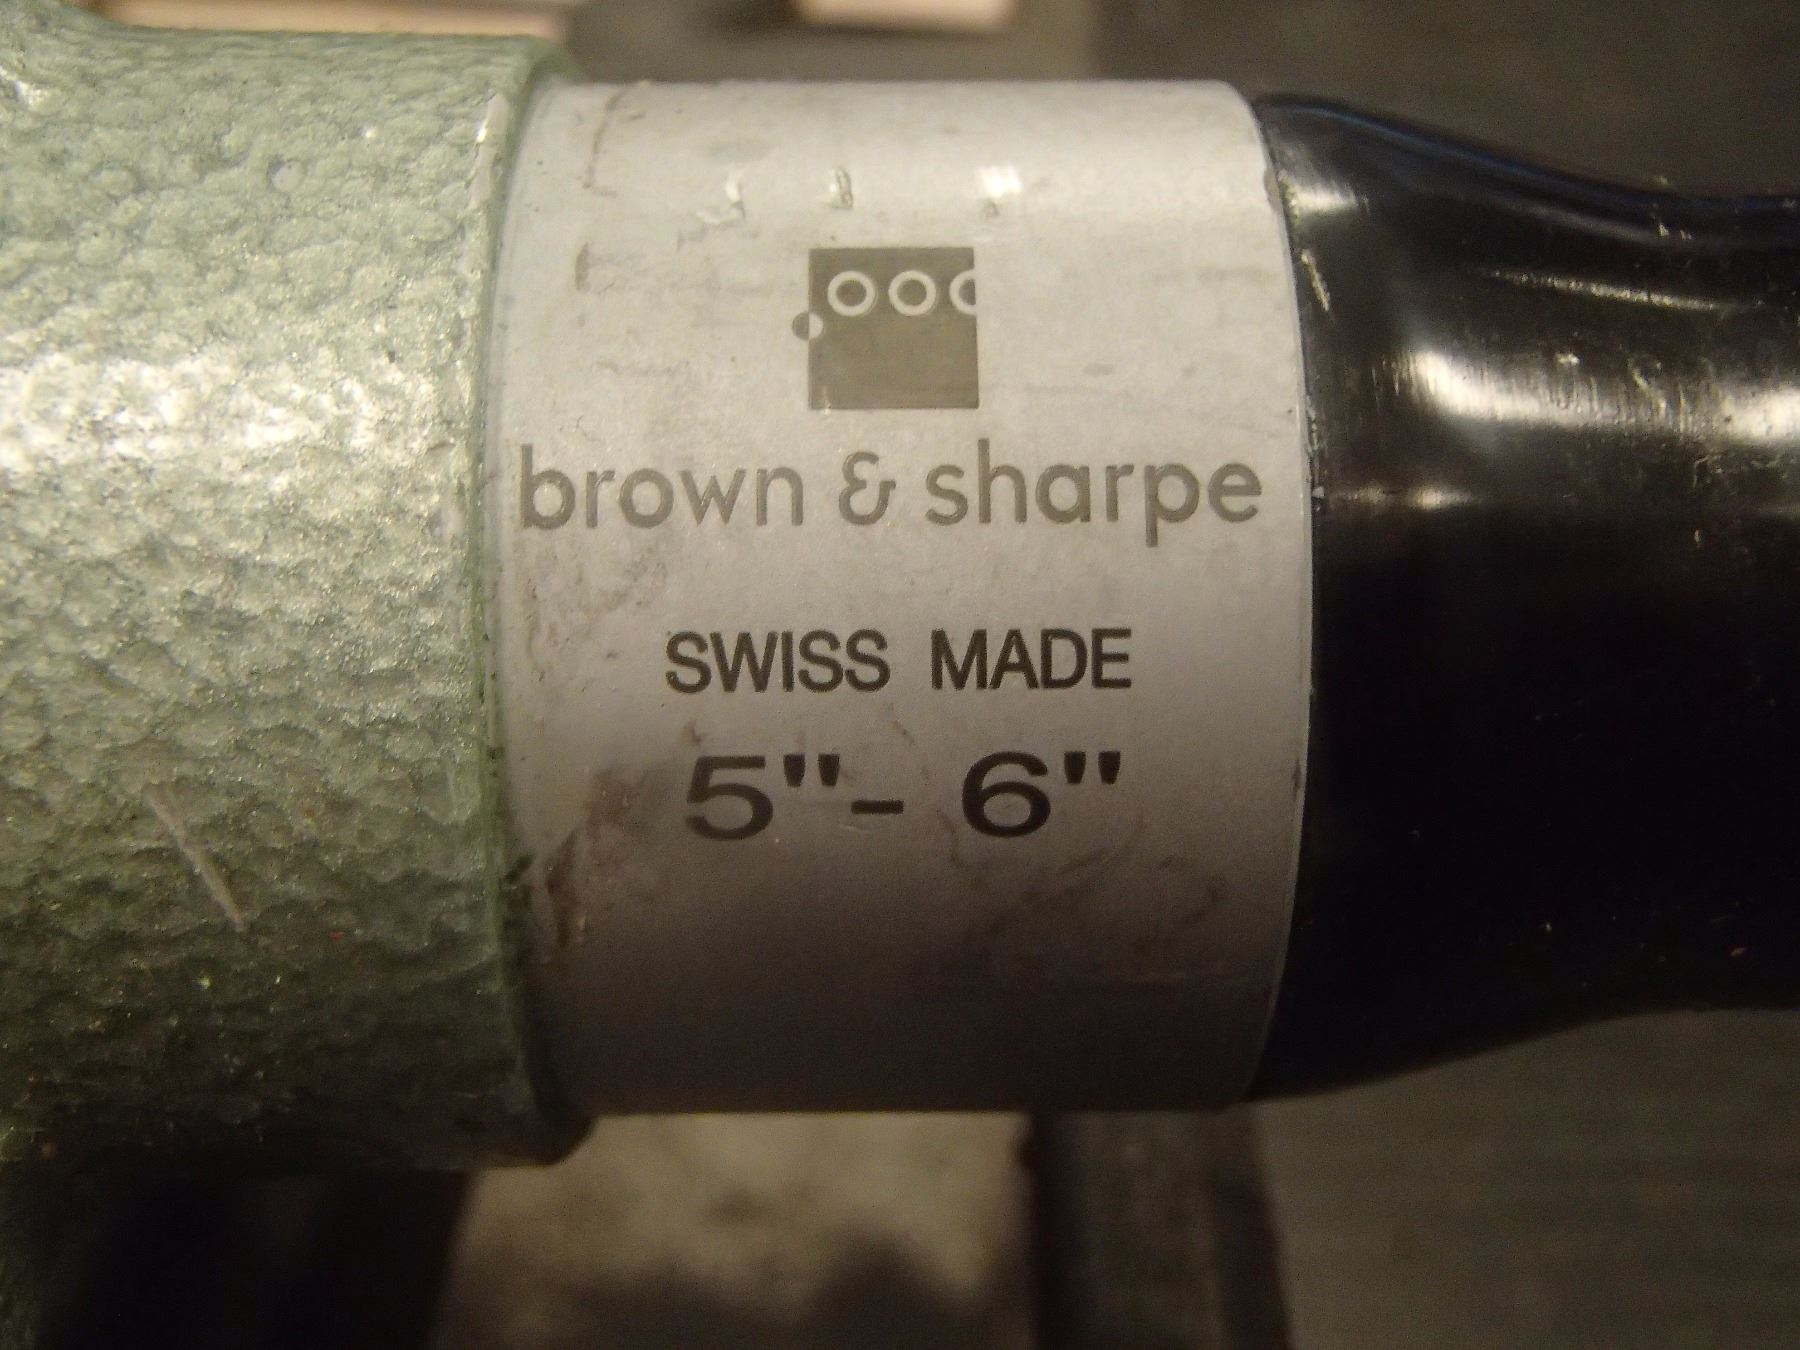 brown & sharpe
SWISS MADE
5"- 6"